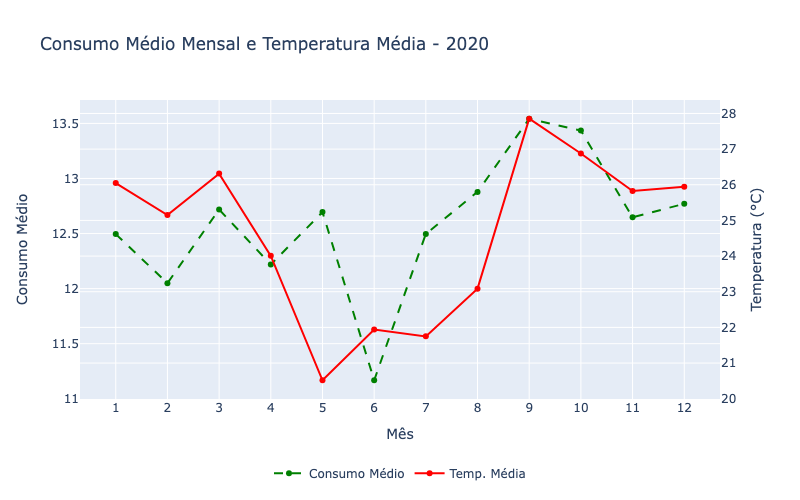 Consumo Médio Mensal e Temperatura Média - 2020
Consumo Médio
13.5
13
12.5
12
11.5
11
28
27
26
25
24
23
22
21
20
Temperatura (°C)
1 2 3 4 5 6 7 8 9 10 11 12
Mês
Consumo Médio Temp. Média